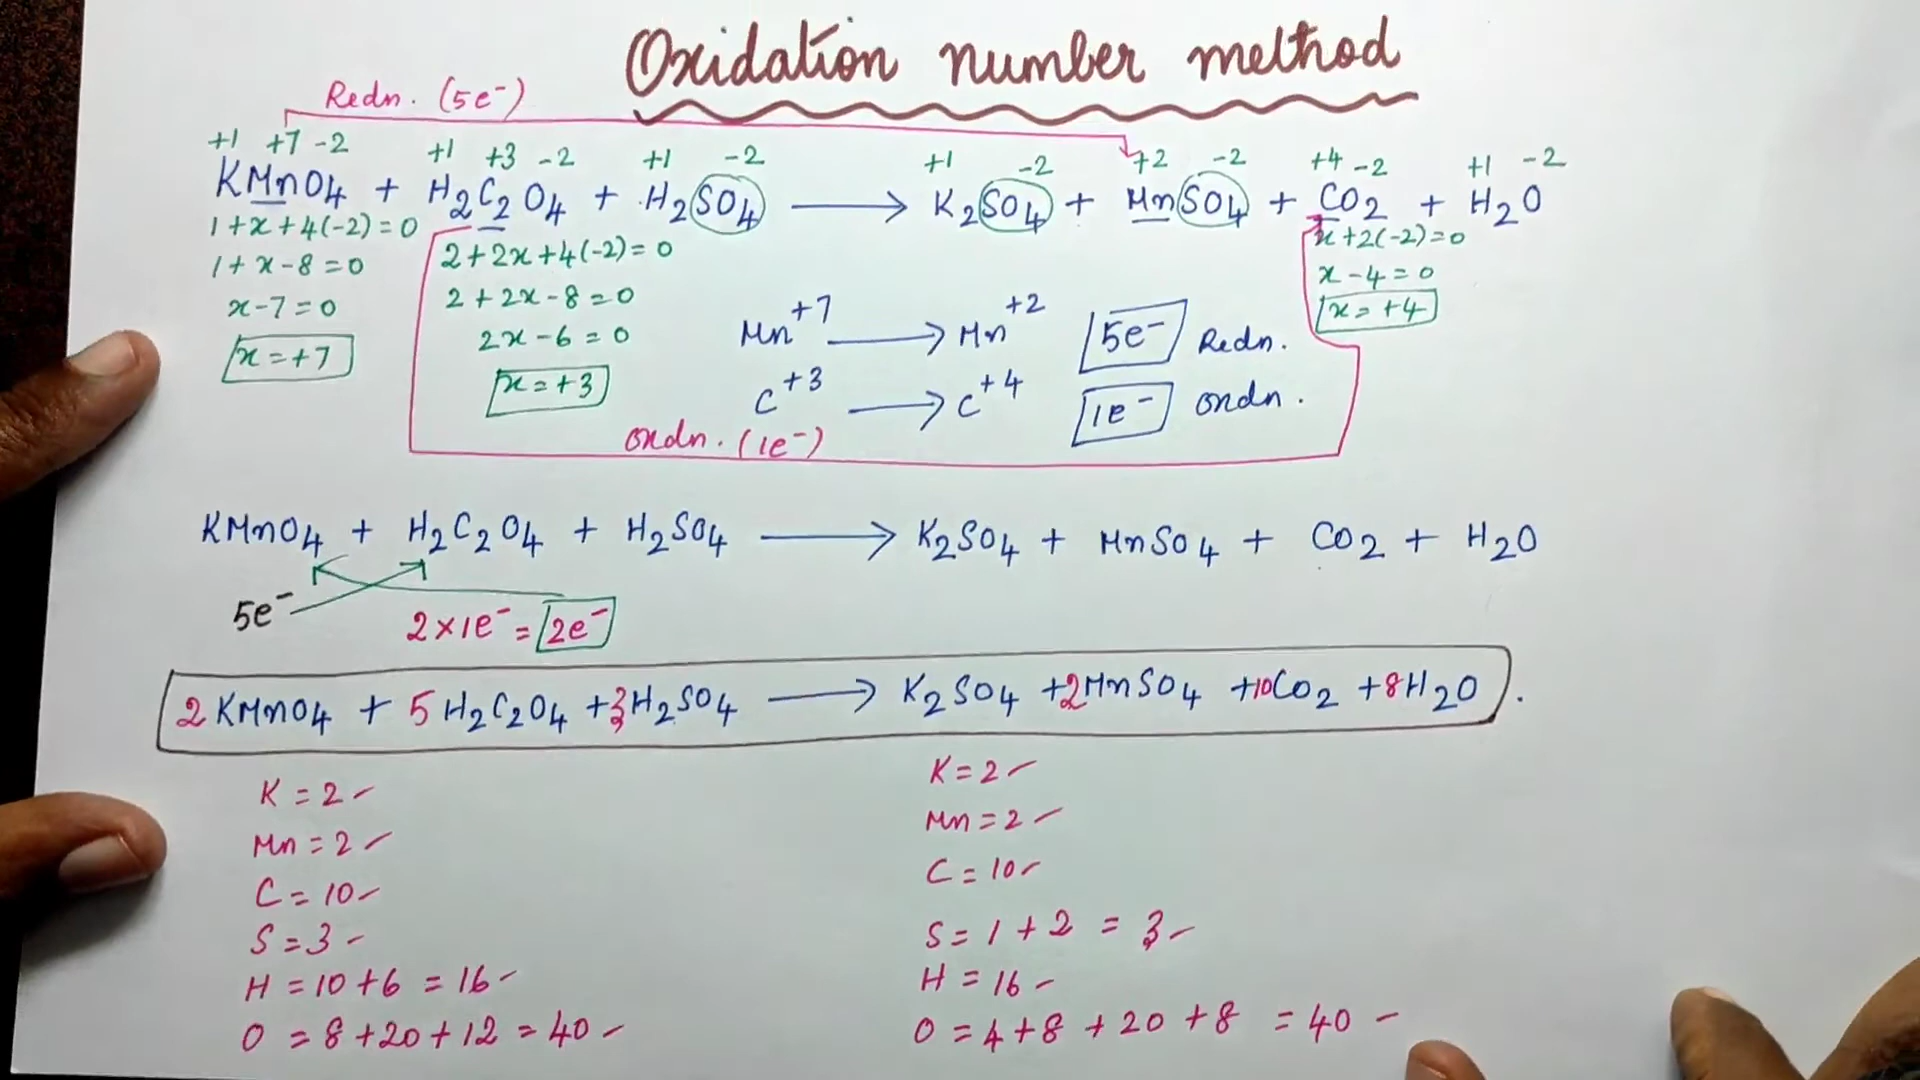 Oxidation number method
Redn. (5e⁻)
+1 +7 -2 +1 +3 -2 +1 -2 +1 -2 +2 -2 +4 -2 +1 -2
KMnO₄ + H₂C₂O₄ + H₂SO₄ ⟶ K₂SO₄ + MnSO₄ + CO₂ + H₂O
1+x+4(-2)=0
1+x-8=0
x-7=0
x=+7
2+2x+4(-2)=0
2+2x-8=0
2x-6=0
x=+3
Mn⁺⁷ ⟶ Mn⁺² 5e⁻ Redn.
C⁺³ ⟶ C⁺⁴ 1e⁻ oxdn.
x+2(-2)=0
x-4=0
x=+4
oxdn. (1e⁻)
KMnO₄ + H₂C₂O₄ + H₂SO₄ ⟶ K₂SO₄ + MnSO₄ + CO₂ + H₂O
5e⁻ 2×1e⁻ = 2e⁻
2KMnO₄ + 5H₂C₂O₄ + 3H₂SO₄ ⟶ K₂SO₄ + 2MnSO₄ + 10CO₂ + 8H₂O.
K = 2
Mn = 2
C = 10
S = 3
H = 10+6 = 16
O = 8+20+12 = 40
K = 2
Mn = 2
C = 10
S = 1+2 = 3
H = 16
O = 4+8+20+8 = 40